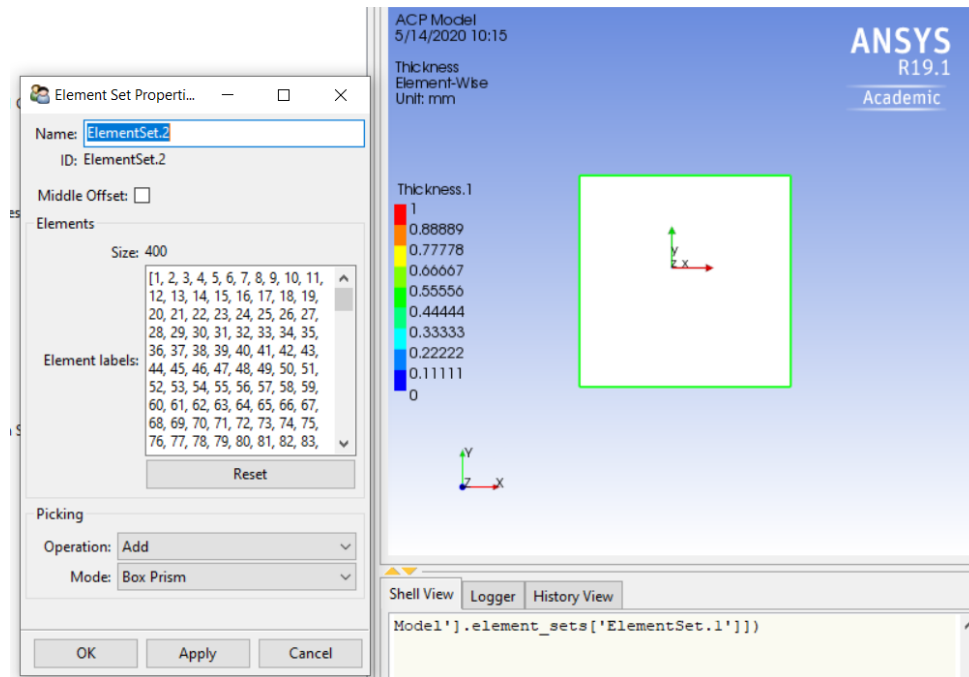 Element Set Properti...
Name: ElementSet.2
ID: ElementSet.2
Middle Offset:
Elements
Size: 400
Element labels:
[1, 2, 3, 4, 5, 6, 7, 8, 9, 10, 11,
12, 13, 14, 15, 16, 17, 18, 19,
20, 21, 22, 23, 24, 25, 26, 27,
28, 29, 30, 31, 32, 33, 34, 35,
36, 37, 38, 39, 40, 41, 42, 43,
44, 45, 46, 47, 48, 49, 50, 51,
52, 53, 54, 55, 56, 57, 58, 59,
60, 61, 62, 63, 64, 65, 66, 67,
68, 69, 70, 71, 72, 73, 74, 75,
76, 77, 78, 79, 80, 81, 82, 83,
Reset
Picking
Operation: Add
Mode: Box Prism
OK Apply Cancel
ACP Model
5/14/2020 10:15
Thickness
Element-Wise
Unit: mm
ANSYS
R19.1
Academic
Thickness.1
1
0.88889
0.77778
0.66667
0.55556
0.44444
0.33333
0.22222
0.11111
0
y
z x
Y
Z X
Shell View Logger History View
Model'].element_sets['ElementSet.1']])